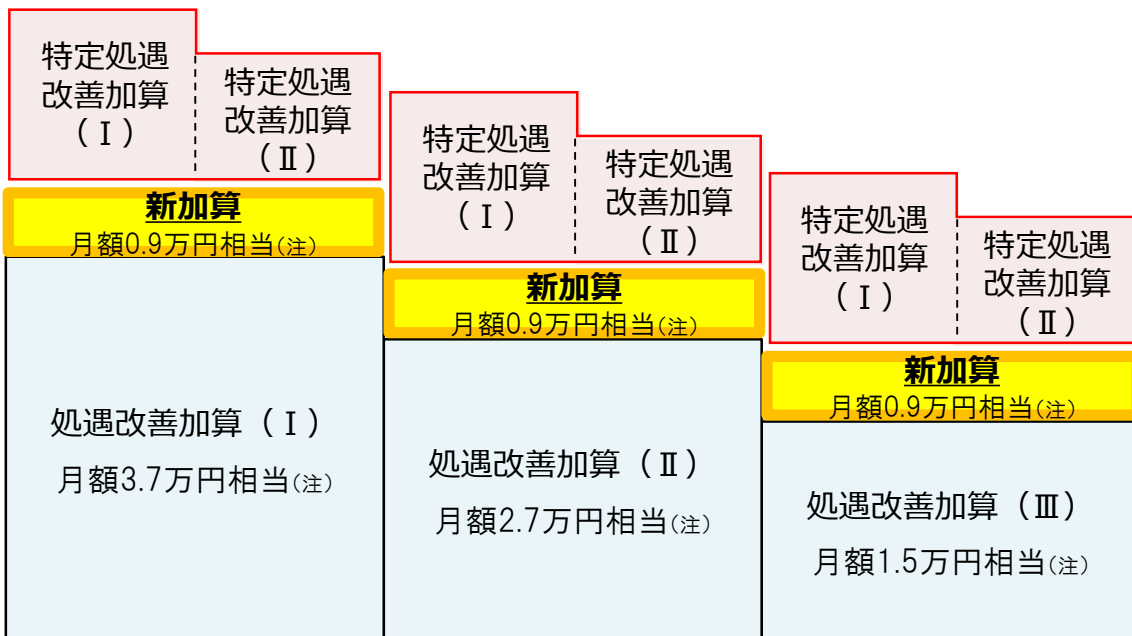 特定処遇
改善加算
（Ⅰ）
特定処遇
改善加算
（Ⅱ）
新加算
月額0.9万円相当(注)
処遇改善加算（Ⅰ）
月額3.7万円相当(注)
特定処遇
改善加算
（Ⅰ）
特定処遇
改善加算
（Ⅱ）
新加算
月額0.9万円相当(注)
処遇改善加算（Ⅱ）
月額2.7万円相当(注)
特定処遇
改善加算
（Ⅰ）
特定処遇
改善加算
（Ⅱ）
新加算
月額0.9万円相当(注)
処遇改善加算（Ⅲ）
月額1.5万円相当(注)